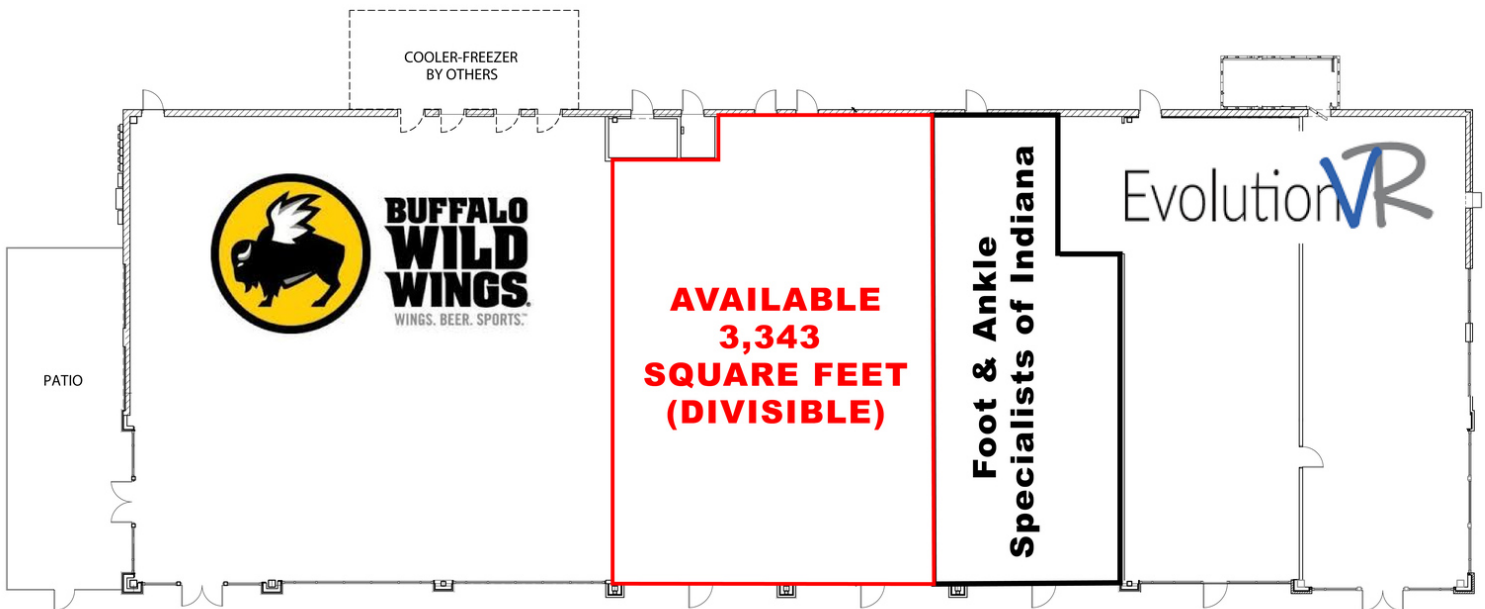 COOLER-FREEZER
BY OTHERS
BUFFALO
WILD
WINGS.
WINGS. BEER. SPORTS.™
PATIO
AVAILABLE
3,343
SQUARE FEET
(DIVISIBLE)
Foot & Ankle
Specialists of Indiana
EvolutionVR